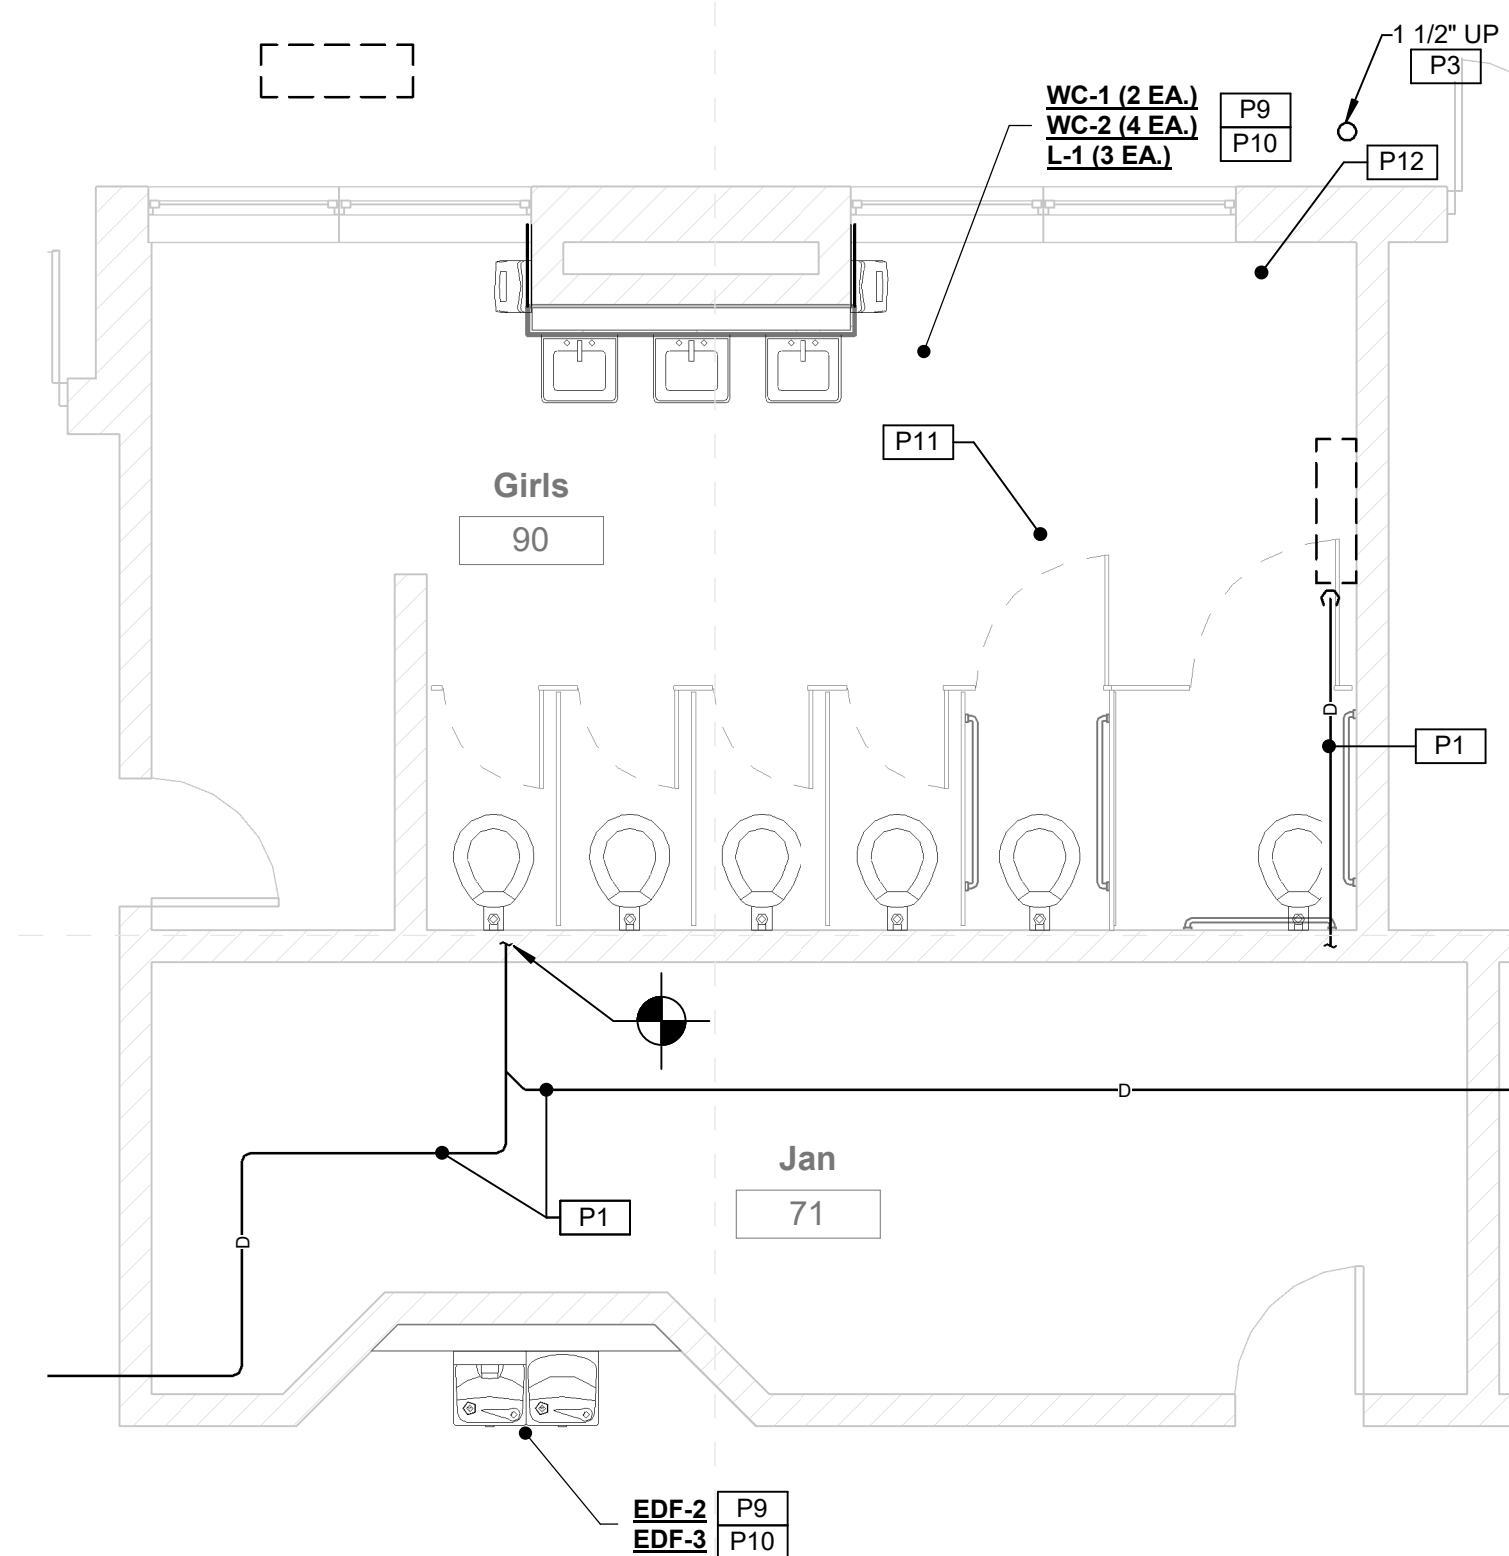 1 1/2" UP
P3
WC-1 (2 EA.)
WC-2 (4 EA.)
L-1 (3 EA.)
P9
P10
P12
P11
Girls
90
D
P1
D
Jan
71
P1
D
EDF-2
P9
EDF-3
P10